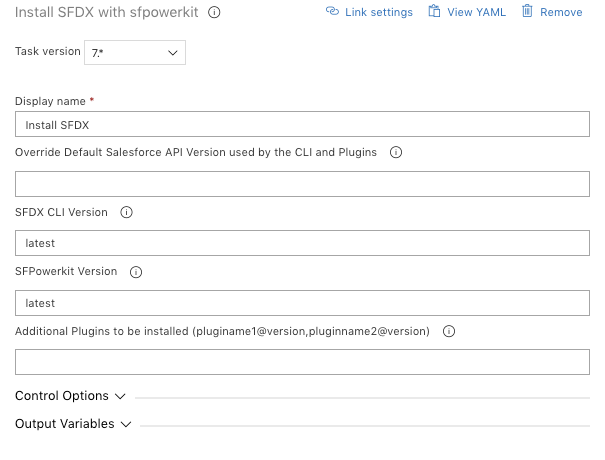 Install SFDX with sfpowerkit Link settings View YAML Remove
Task version 7.*
Display name *
Install SFDX
Override Default Salesforce API Version used by the CLI and Plugins
SFDX CLI Version
latest
SFPowerkit Version
latest
Additional Plugins to be installed (pluginame1@version,pluginname2@version)
Control Options
Output Variables